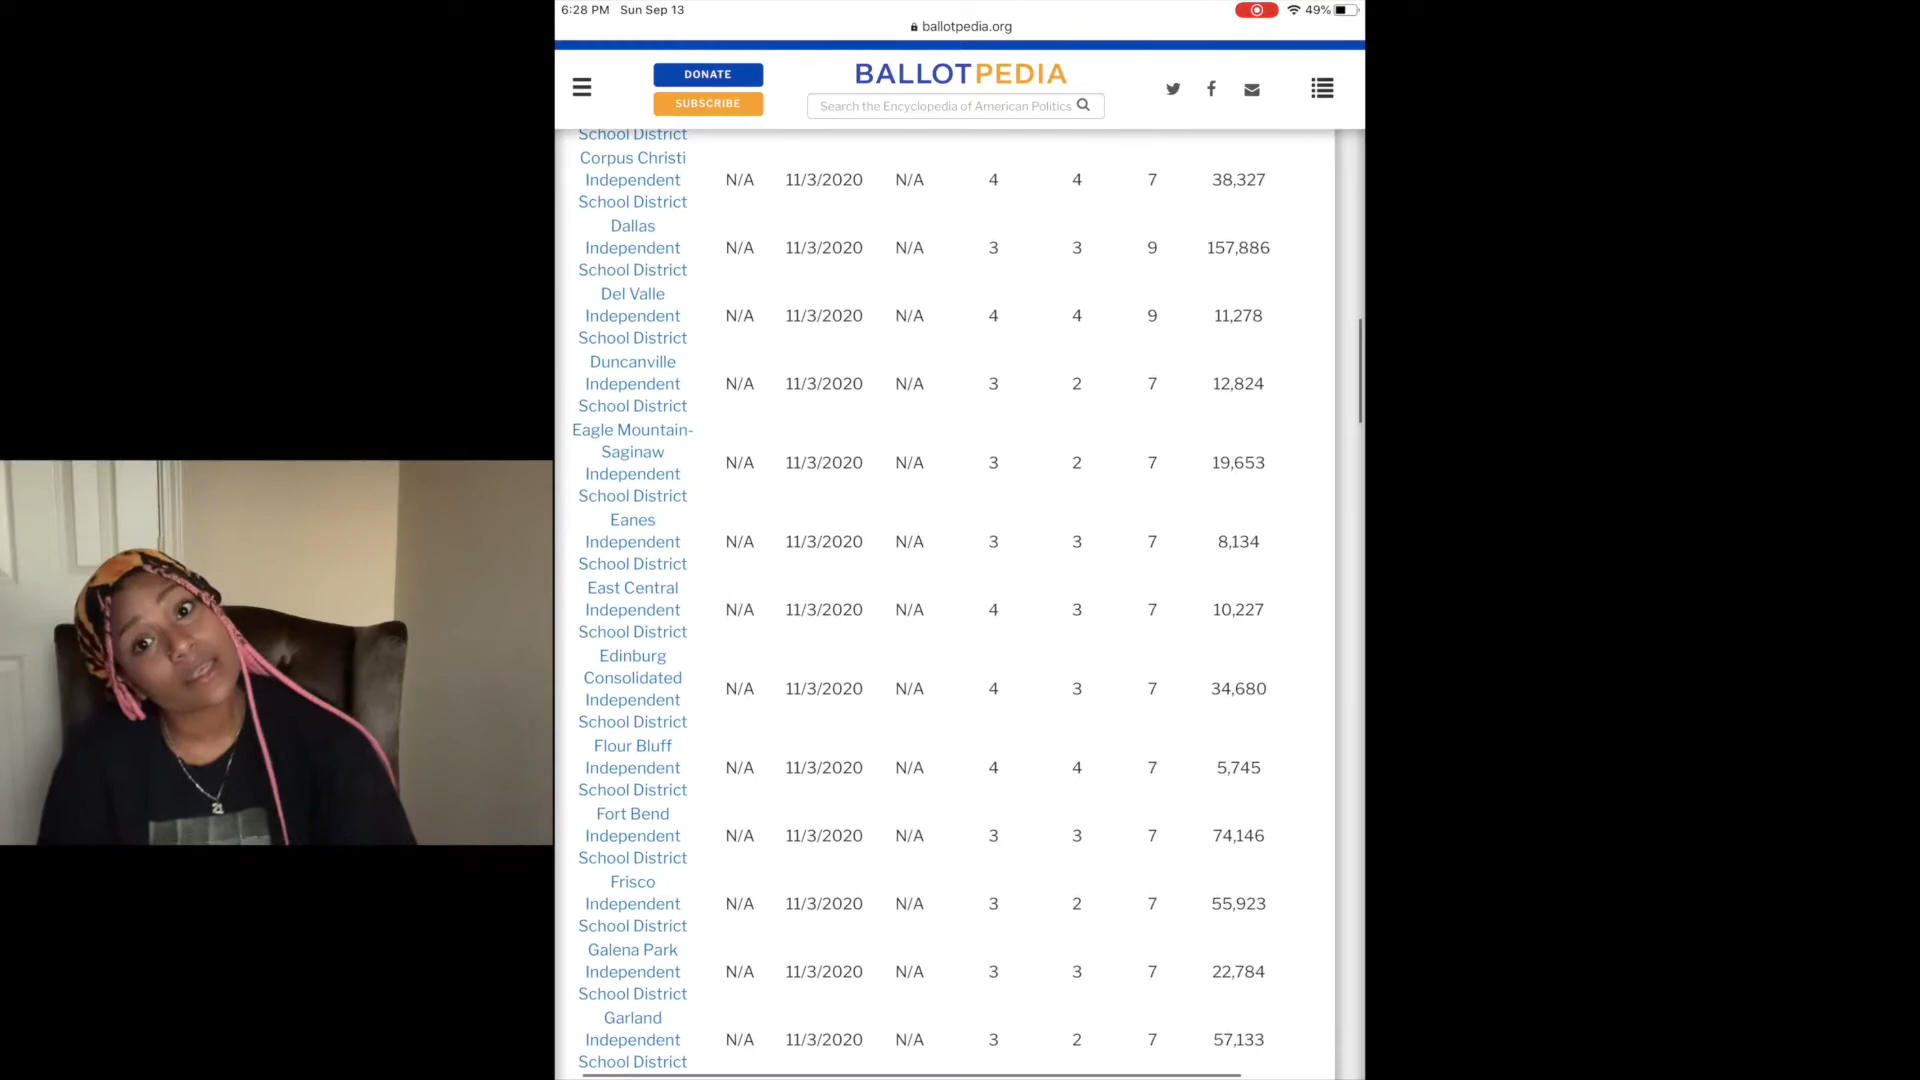 6:28 PM Sun Sep 13
49%
ballotpedia.org
DONATE
SUBSCRIBE
BALLOTPEDIA
Search the Encyclopedia of American Politics
School District
Corpus Christi
Independent
School District
N/A 11/3/2020 N/A 4 4 7 38,327
Dallas
Independent
School District
N/A 11/3/2020 N/A 3 3 9 157,886
Del Valle
Independent
School District
N/A 11/3/2020 N/A 4 4 9 11,278
Duncanville
Independent
School District
N/A 11/3/2020 N/A 3 2 7 12,824
Eagle Mountain-
Saginaw
Independent
School District
N/A 11/3/2020 N/A 3 2 7 19,653
Eanes
Independent
School District
N/A 11/3/2020 N/A 3 3 7 8,134
East Central
Independent
School District
N/A 11/3/2020 N/A 4 3 7 10,227
Edinburg
Consolidated
Independent
School District
N/A 11/3/2020 N/A 4 3 7 34,680
Flour Bluff
Independent
School District
N/A 11/3/2020 N/A 4 4 7 5,745
Fort Bend
Independent
School District
N/A 11/3/2020 N/A 3 3 7 74,146
Frisco
Independent
School District
N/A 11/3/2020 N/A 3 2 7 55,923
Galena Park
Independent
School District
N/A 11/3/2020 N/A 3 3 7 22,784
Garland
Independent
School District
N/A 11/3/2020 N/A 3 2 7 57,133
21